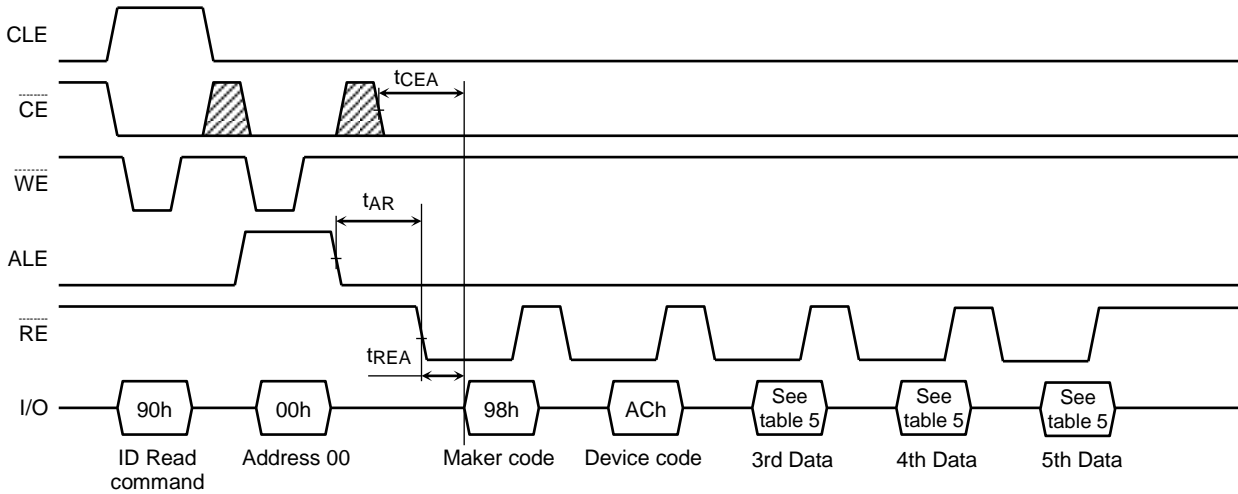 CLE
tCEA
CE
WE
tAR
ALE
RE
tREA
I/O
90h
00h
98h
ACh
See
table 5
See
table 5
See
table 5
ID Read
command
Address 00
Maker code
Device code
3rd Data
4th Data
5th Data